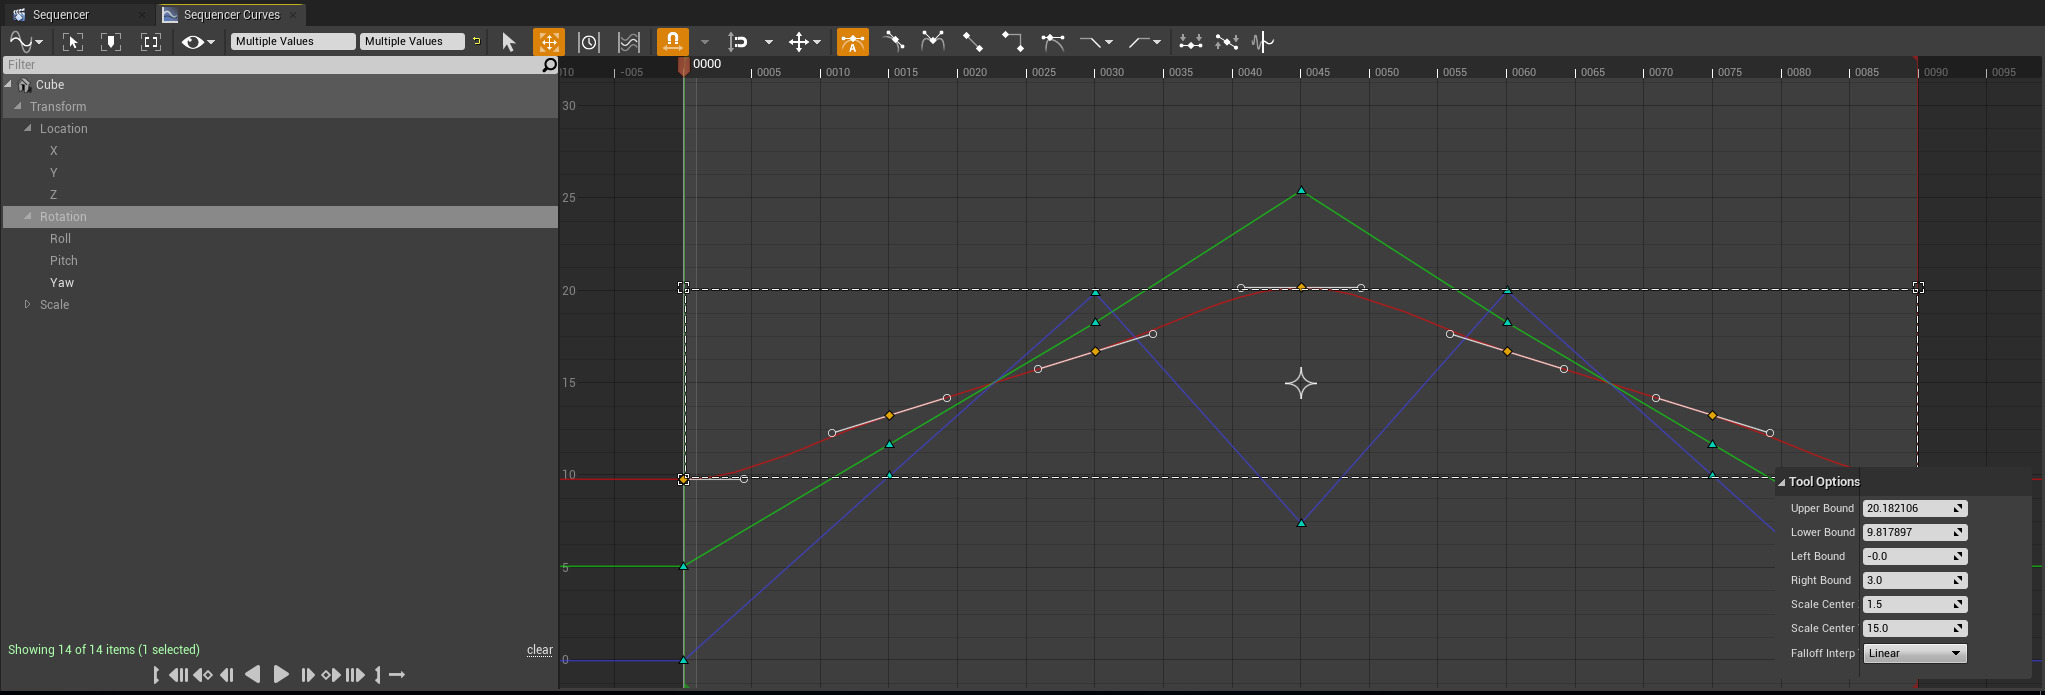 Sequencer
Sequencer Curves
Multiple Values
Multiple Values
Filter
010 -005 0000 0005 0010 0015 0020 0025 0030 0035 0040 0045 0050 0055 0060 0065 0070 0075 0080 0085 0090 0095
Cube
Transform
Location
X
Y
Z
Rotation
Roll
Pitch
Yaw
Scale
30
25
20
15
10
5
0
Tool Options
Upper Bound 20.182106
Lower Bound 9.817897
Left Bound -0.0
Right Bound 3.0
Scale Center 1.5
Scale Center 15.0
Falloff Interp Linear
Showing 14 of 14 items (1 selected)
clear